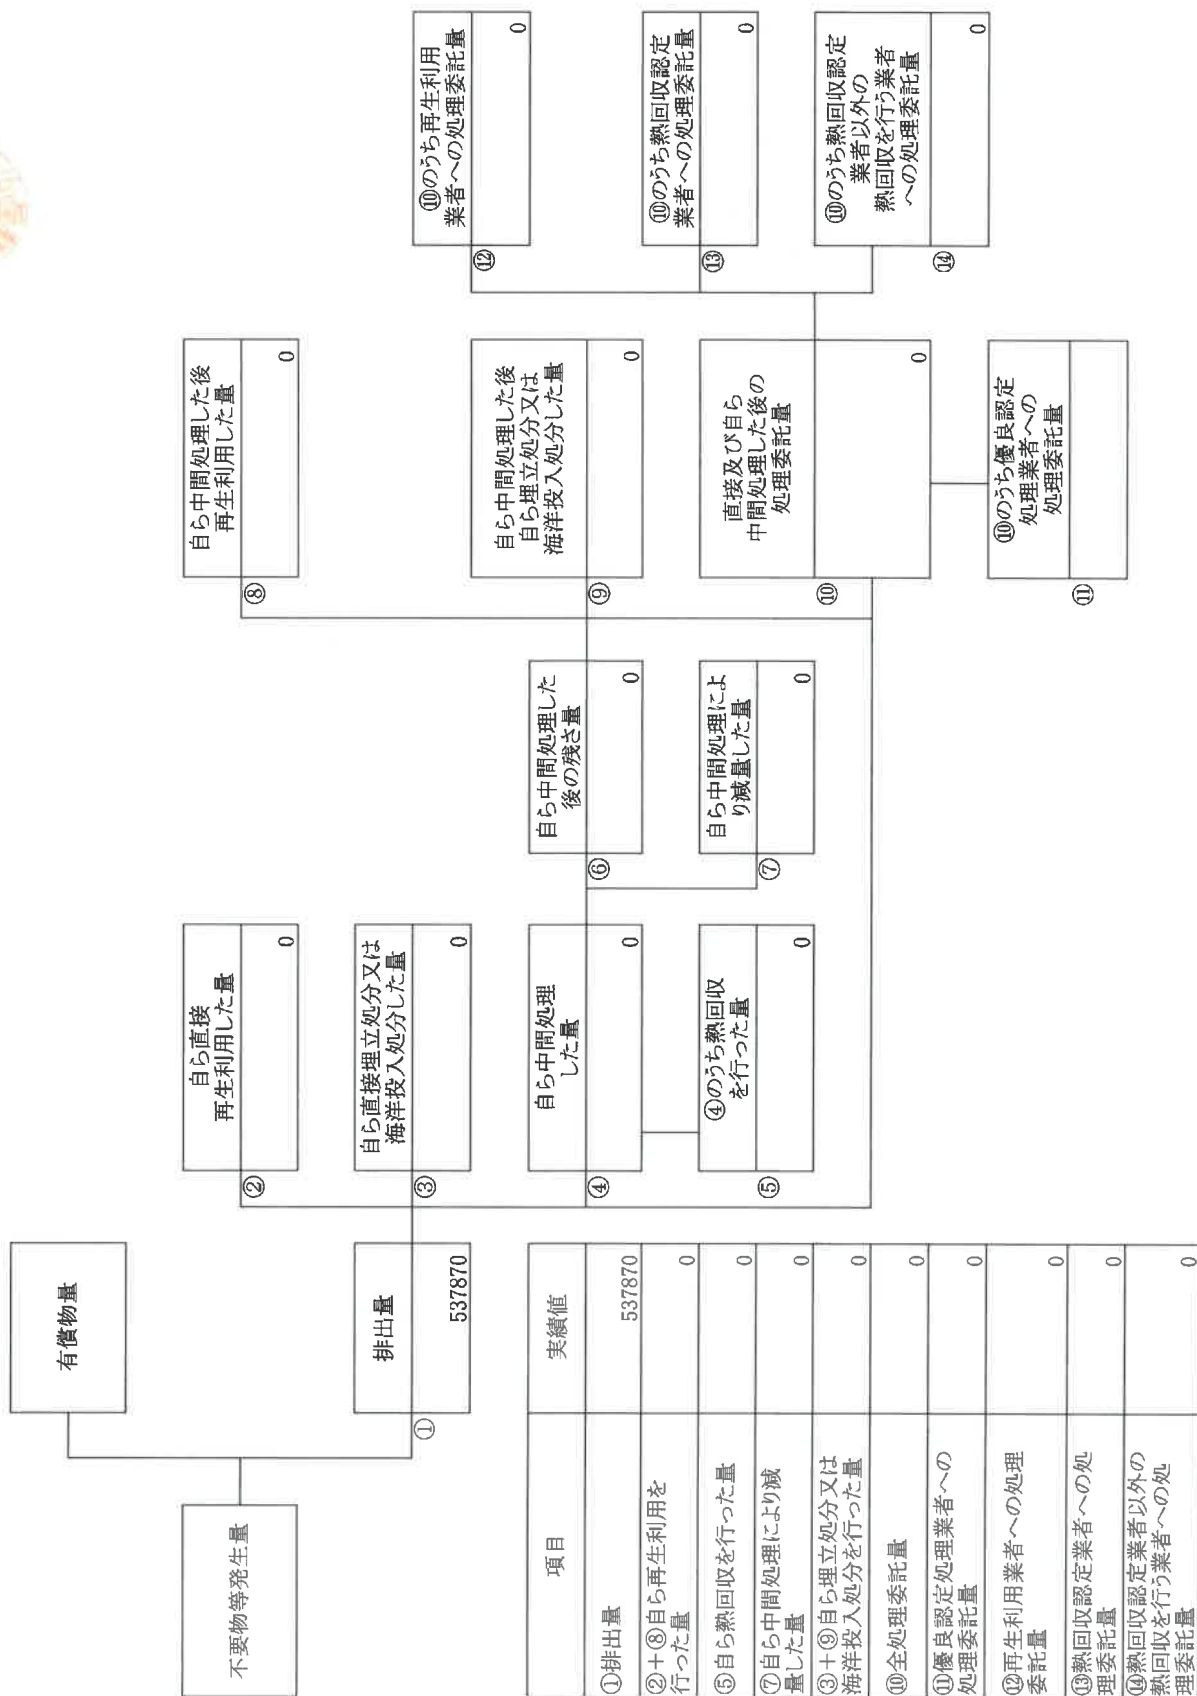 不要物等発生量
有償物量
排出量
①
537870
自ら直接
再生利用した量
②
0
自ら直接埋立処分又は
海洋投入処分した量
③
0
自ら中間処理
した量
④
0
④のうち熱回収
を行った量
⑤
0
自ら中間処理した
後の残さ量
⑥
0
自ら中間処理によ
り減量した量
⑦
0
自ら中間処理した後
再生利用した量
⑧
0
自ら中間処理した後
自ら埋立処分又は
海洋投入処分した量
⑨
0
直接及び自ら
中間処理した後の
処理委託量
⑩
0
⑩のうち優良認定
処理業者への
処理委託量
⑪
⑩のうち再生利用
業者への処理委託量
⑫
0
⑩のうち熱回収認定
業者への処理委託量
⑬
0
⑩のうち熱回収認定
業者以外の
熱回収を行う業者
への処理委託量
⑭
0
項目 実績値
①排出量 537870
②+⑧自ら再生利用を
行った量 0
⑤自ら熱回収を行った量 0
⑦自ら中間処理により減
量した量 0
③+⑨自ら埋立処分又は
海洋投入処分を行った量 0
⑩全処理委託量 0
⑪優良認定処理業者への
処理委託量 0
⑫再生利用業者への処理
委託量 0
⑬熱回収認定業者への処
理委託量 0
⑭熱回収認定業者以外の
熱回収を行う業者への処
理委託量 0